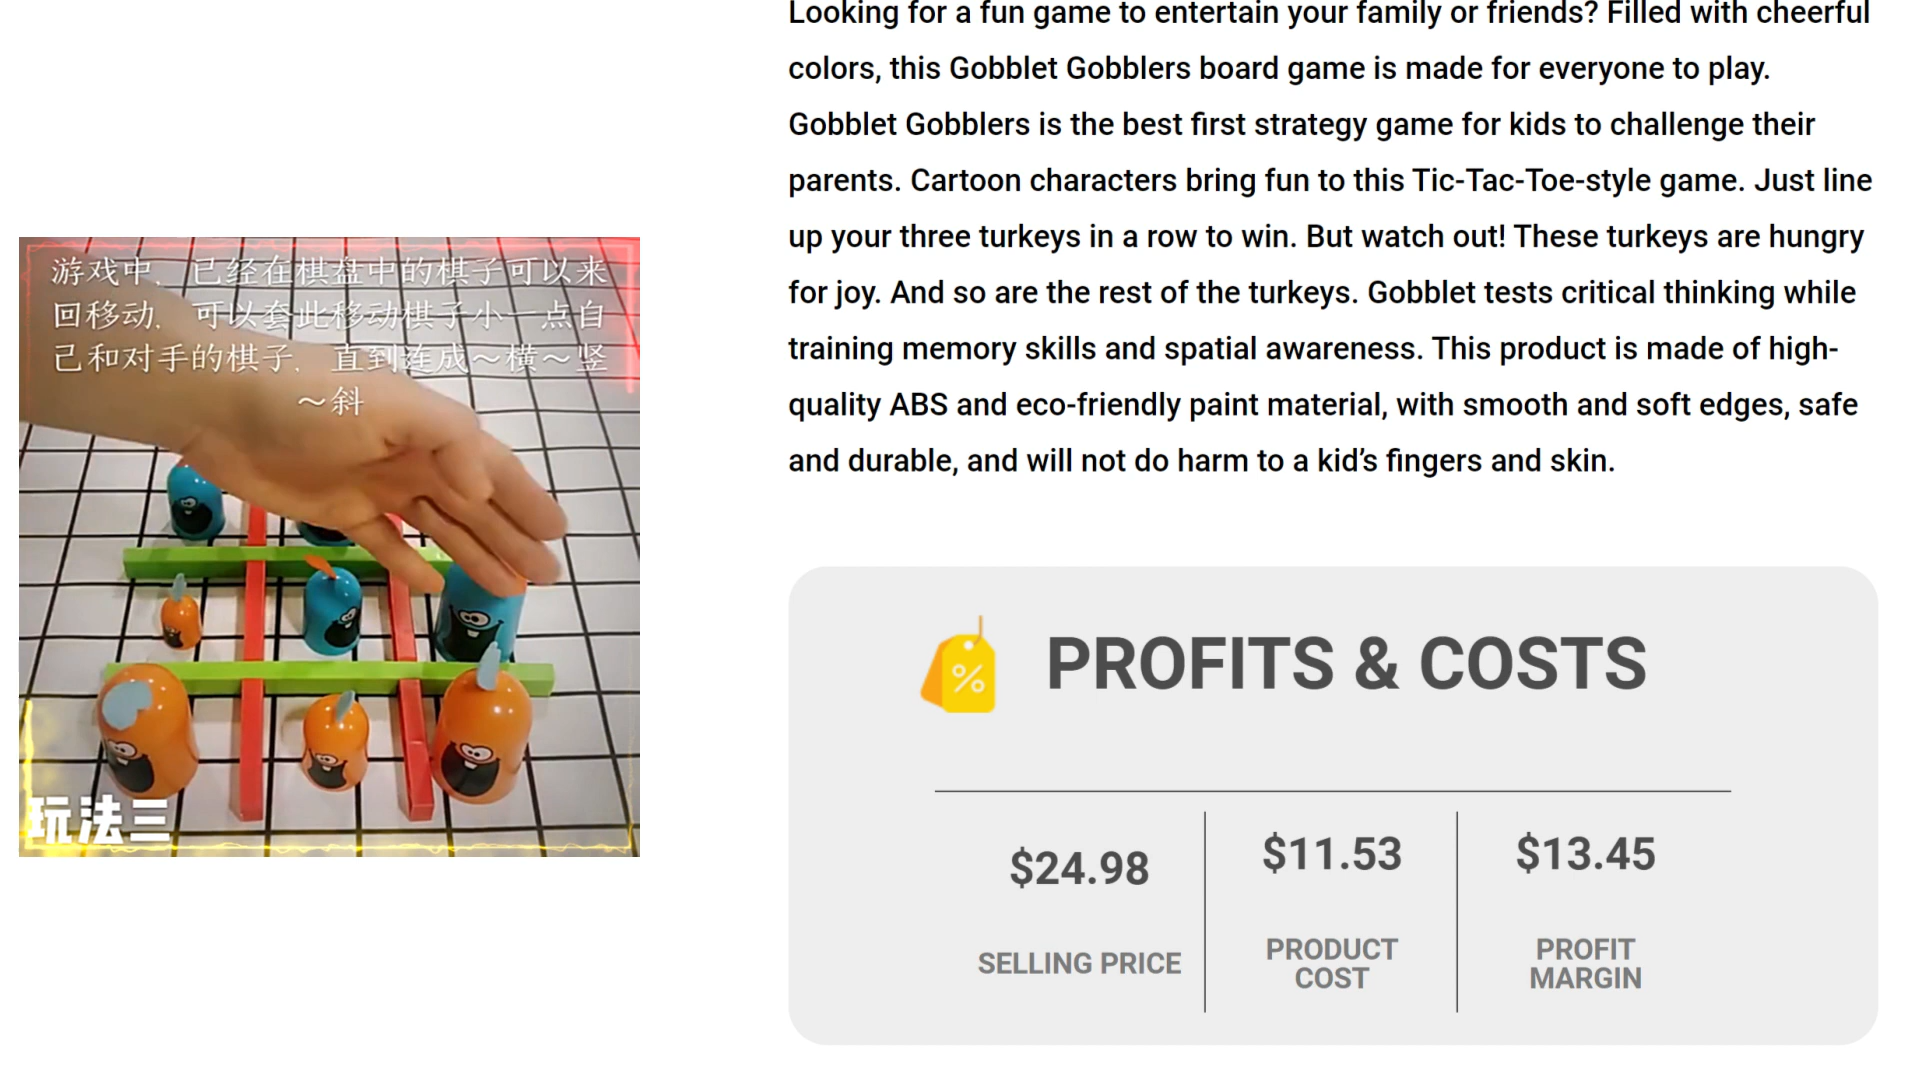 Looking for a fun game to entertain your family or friends? Filled with cheerful
colors, this Gobblet Gobblers board game is made for everyone to play.
Gobblet Gobblers is the best first strategy game for kids to challenge their
parents. Cartoon characters bring fun to this Tic-Tac-Toe-style game. Just line
up your three turkeys in a row to win. But watch out! These turkeys are hungry
for joy. And so are the rest of the turkeys. Gobblet tests critical thinking while
training memory skills and spatial awareness. This product is made of high-
quality ABS and eco-friendly paint material, with smooth and soft edges, safe
and durable, and will not do harm to a kid’s fingers and skin.
游戏中，已经在棋盘中的棋子可以来
回移动，可以套此移动棋子小一点自
己和对手的棋子，直到连成～横～竖
～斜
玩法三
%
PROFITS & COSTS
$24.98
SELLING PRICE
$11.53
PRODUCT
COST
$13.45
PROFIT
MARGIN